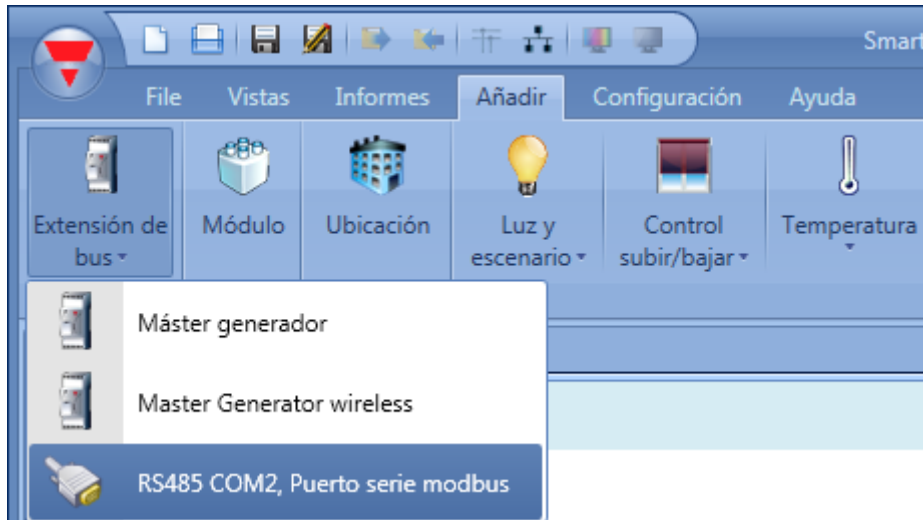 Smart
File Vistas Informes Añadir Configuración Ayuda
Extensión de bus Módulo Ubicación Luz y escenario Control subir/bajar Temperatura
Máster generador
Master Generator wireless
RS485 COM2, Puerto serie modbus